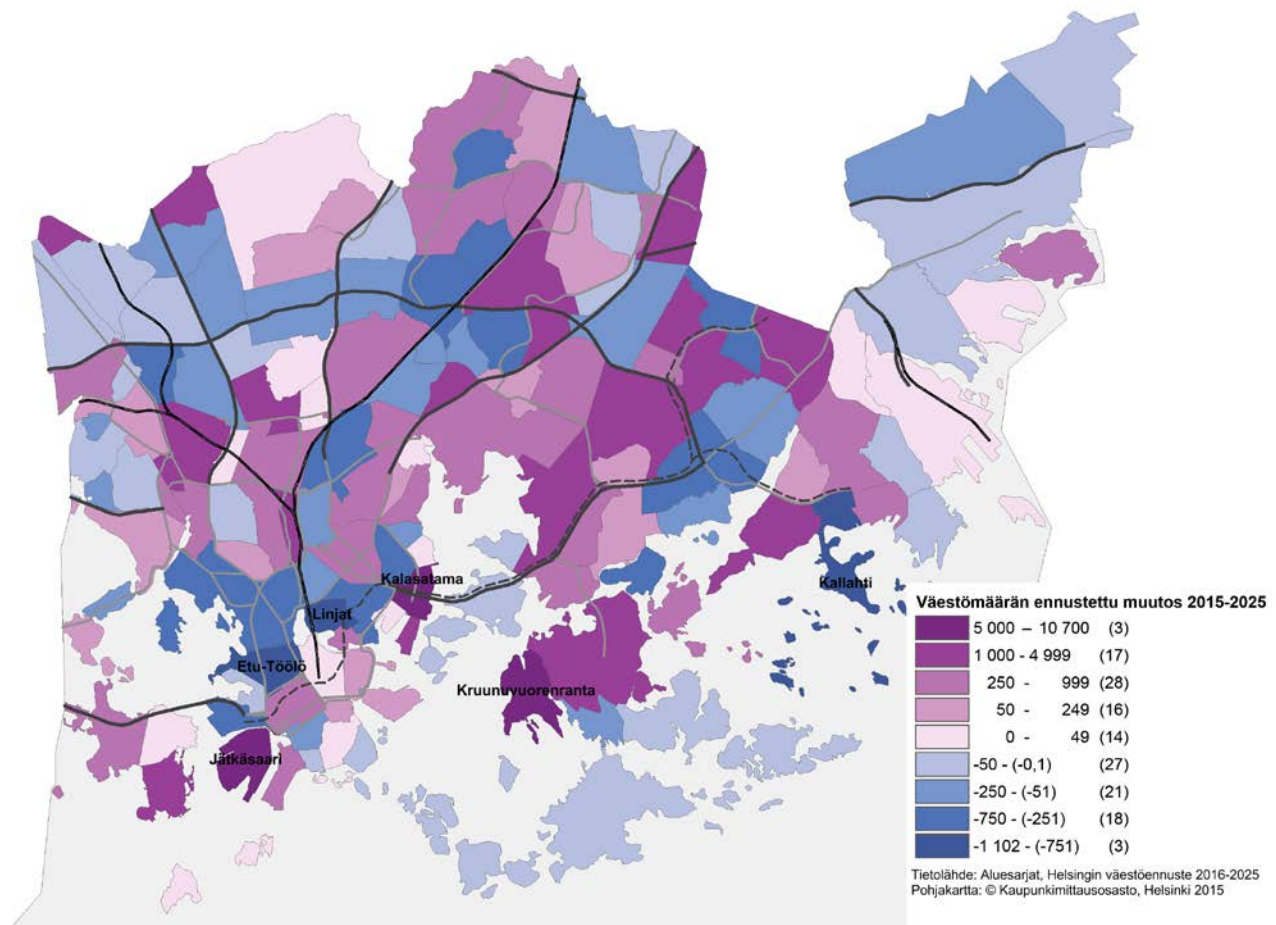 Kalasatama
Kallahti
Linjat
Etu-Töölö
Kruunuvuorenranta
Jätkäsaari
Väestömäärän ennustettu muutos 2015-2025
5 000 – 10 700 (3)
1 000 - 4 999 (17)
250 - 999 (28)
50 - 249 (16)
0 - 49 (14)
-50 - (-0,1) (27)
-250 - (-51) (21)
-750 - (-251) (18)
-1 102 - (-751) (3)
Tietolähde: Aluesarjat, Helsingin väestöennuste 2016-2025
Pohjakartta: © Kaupunkimittausosasto, Helsinki 2015